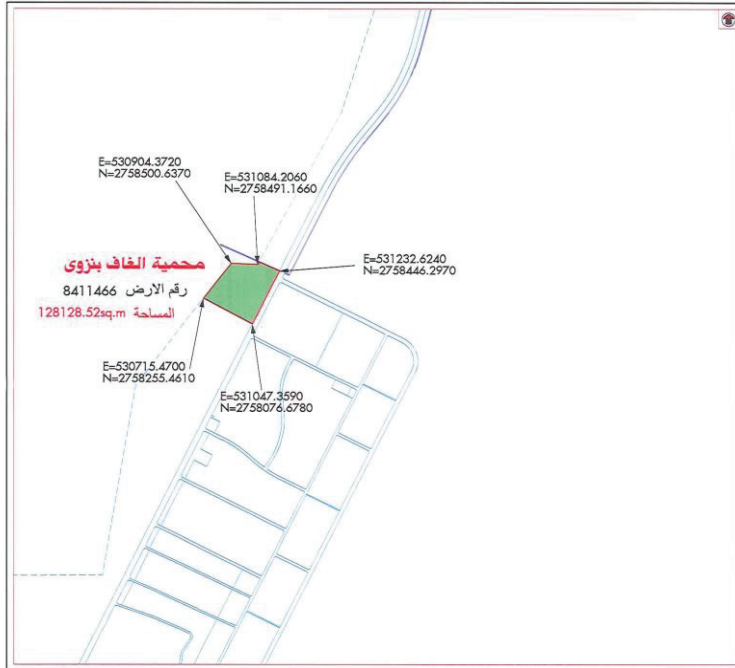 E=530904.3720
N=2758500.6370
E=531084.2060
N=2758491.1660
E=531232.6240
N=2758446.2970
محمية الغاف بنزوى
رقم الارض 8411466
المساحة 128128.52sq.m
E=530715.4700
N=2758255.4610
E=531047.3590
N=2758076.6780